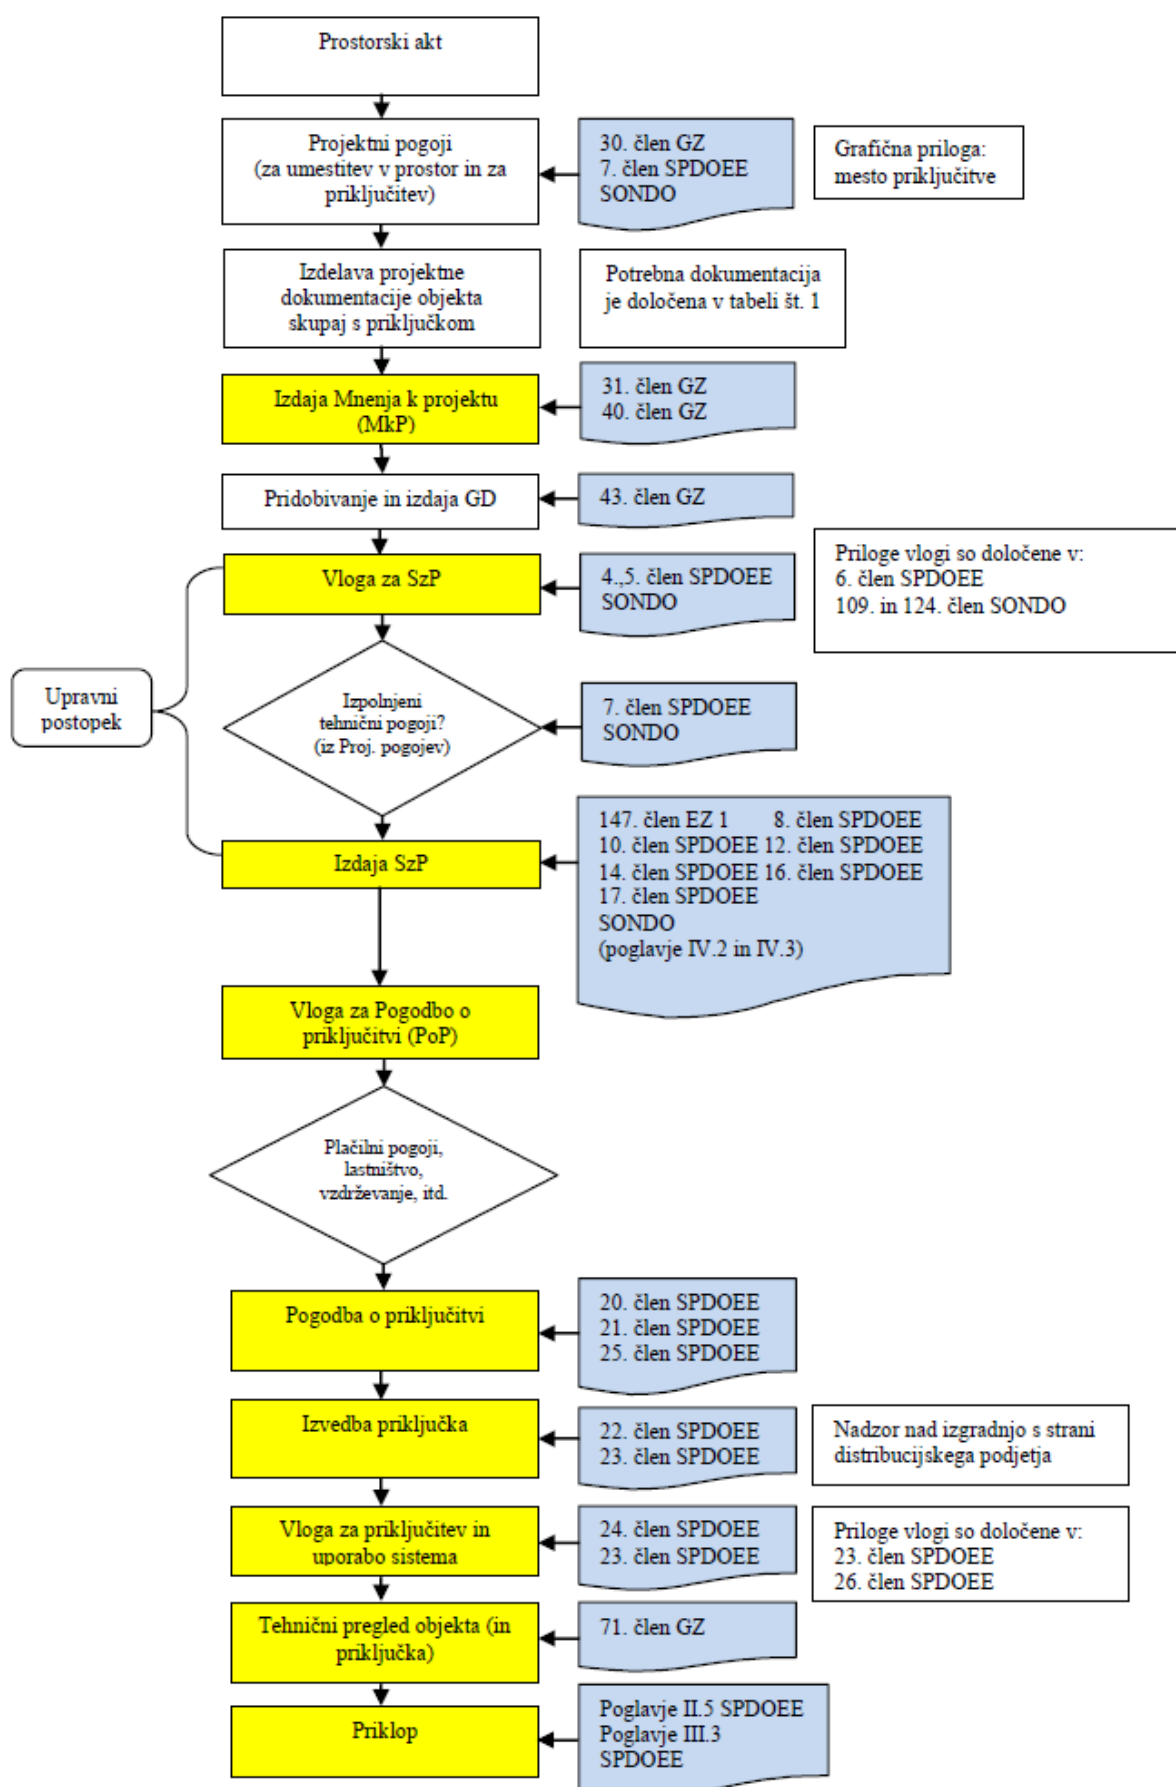 Prostorski akt
Projektni pogoji
(za umestitev v prostor in za
priključitev)
30. člen GZ
7. člen SPDOEE
SONDO
Grafična priloga:
mesto priključitve
Izdelava projektne
dokumentacije objekta
skupaj s priključkom
Potrebna dokumentacija
je določena v tabeli št. 1
Izdaja Mnenja k projektu
(MkP)
31. člen GZ
40. člen GZ
Pridobivanje in izdaja GD
43. člen GZ
Vloga za SzP
4.,5. člen SPDOEE
SONDO
Priloge vlogi so določene v:
6. člen SPDOEE
109. in 124. člen SONDO
Upravni
postopek
Izpolnjeni
tehnični pogoji?
(iz Proj. pogojev)
7. člen SPDOEE
SONDO
Izdaja SzP
147. člen EZ 1 8. člen SPDOEE
10. člen SPDOEE 12. člen SPDOEE
14. člen SPDOEE 16. člen SPDOEE
17. člen SPDOEE
SONDO
(poglavje IV.2 in IV.3)
Vloga za Pogodbo o
priključitvi (PoP)
Plačilni pogoji,
lastništvo,
vzdrževanje, itd.
Pogodba o priključitvi
20. člen SPDOEE
21. člen SPDOEE
25. člen SPDOEE
Izvedba priključka
22. člen SPDOEE
23. člen SPDOEE
Nadzor nad izgradnjo s strani
distribucijskega podjetja
Vloga za priključitev in
uporabo sistema
24. člen SPDOEE
23. člen SPDOEE
Priloge vlogi so določene v:
23. člen SPDOEE
26. člen SPDOEE
Tehnični pregled objekta (in
priključka)
71. člen GZ
Priklop
Poglavje II.5 SPDOEE
Poglavje III.3
SPDOEE